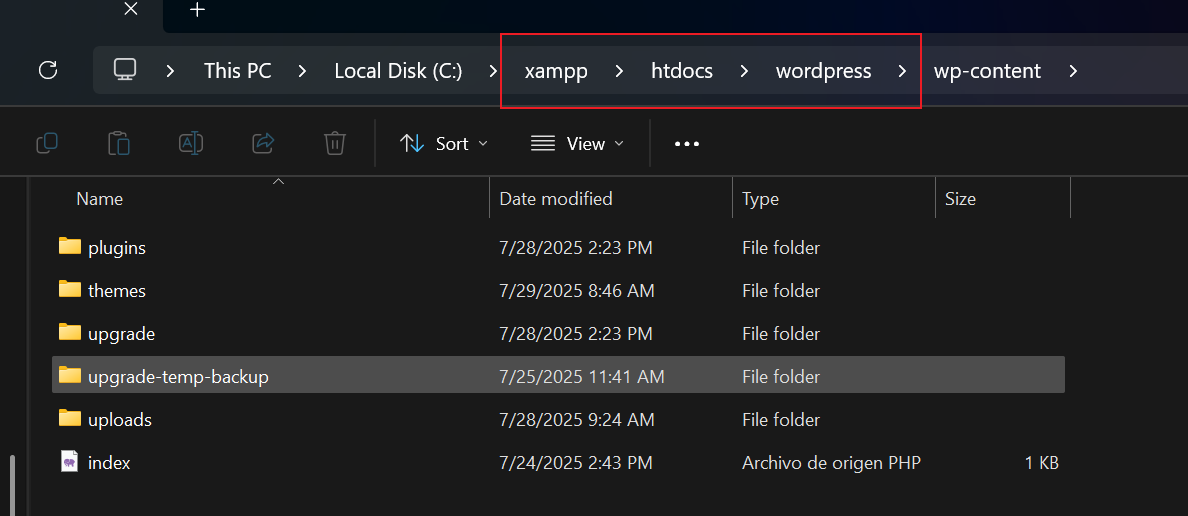 This PC > Local Disk (C:) > xampp > htdocs > wordpress > wp-content >
Sort View
Name Date modified Type Size
plugins 7/28/2025 2:23 PM File folder
themes 7/29/2025 8:46 AM File folder
upgrade 7/28/2025 2:23 PM File folder
upgrade-temp-backup 7/25/2025 11:41 AM File folder
uploads 7/28/2025 9:24 AM File folder
index 7/24/2025 2:43 PM Archivo de origen PHP 1 KB